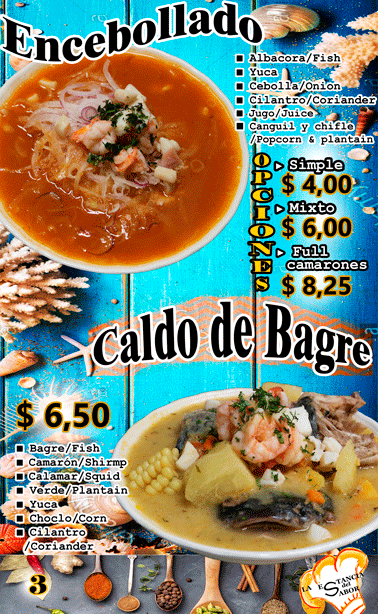 Encebollado
Albacora/Fish
Yuca
Cebolla/Onion
Cilantro/Coriander
Jugo/Juice
Canguil y chifle
/Popcorn & plantain
OPCIONES
Simple
$ 4,00
Mixto
$ 6,00
Full
camarones
$ 8,25
Caldo de Bagre
$ 6,50
Bagre/Fish
Camarón/Shirmp
Calamar/Squid
Verde/Plantain
Yuca
Choclo/Corn
Cilantro
/Coriander
3
LA ESTANCIA
del
SABOR